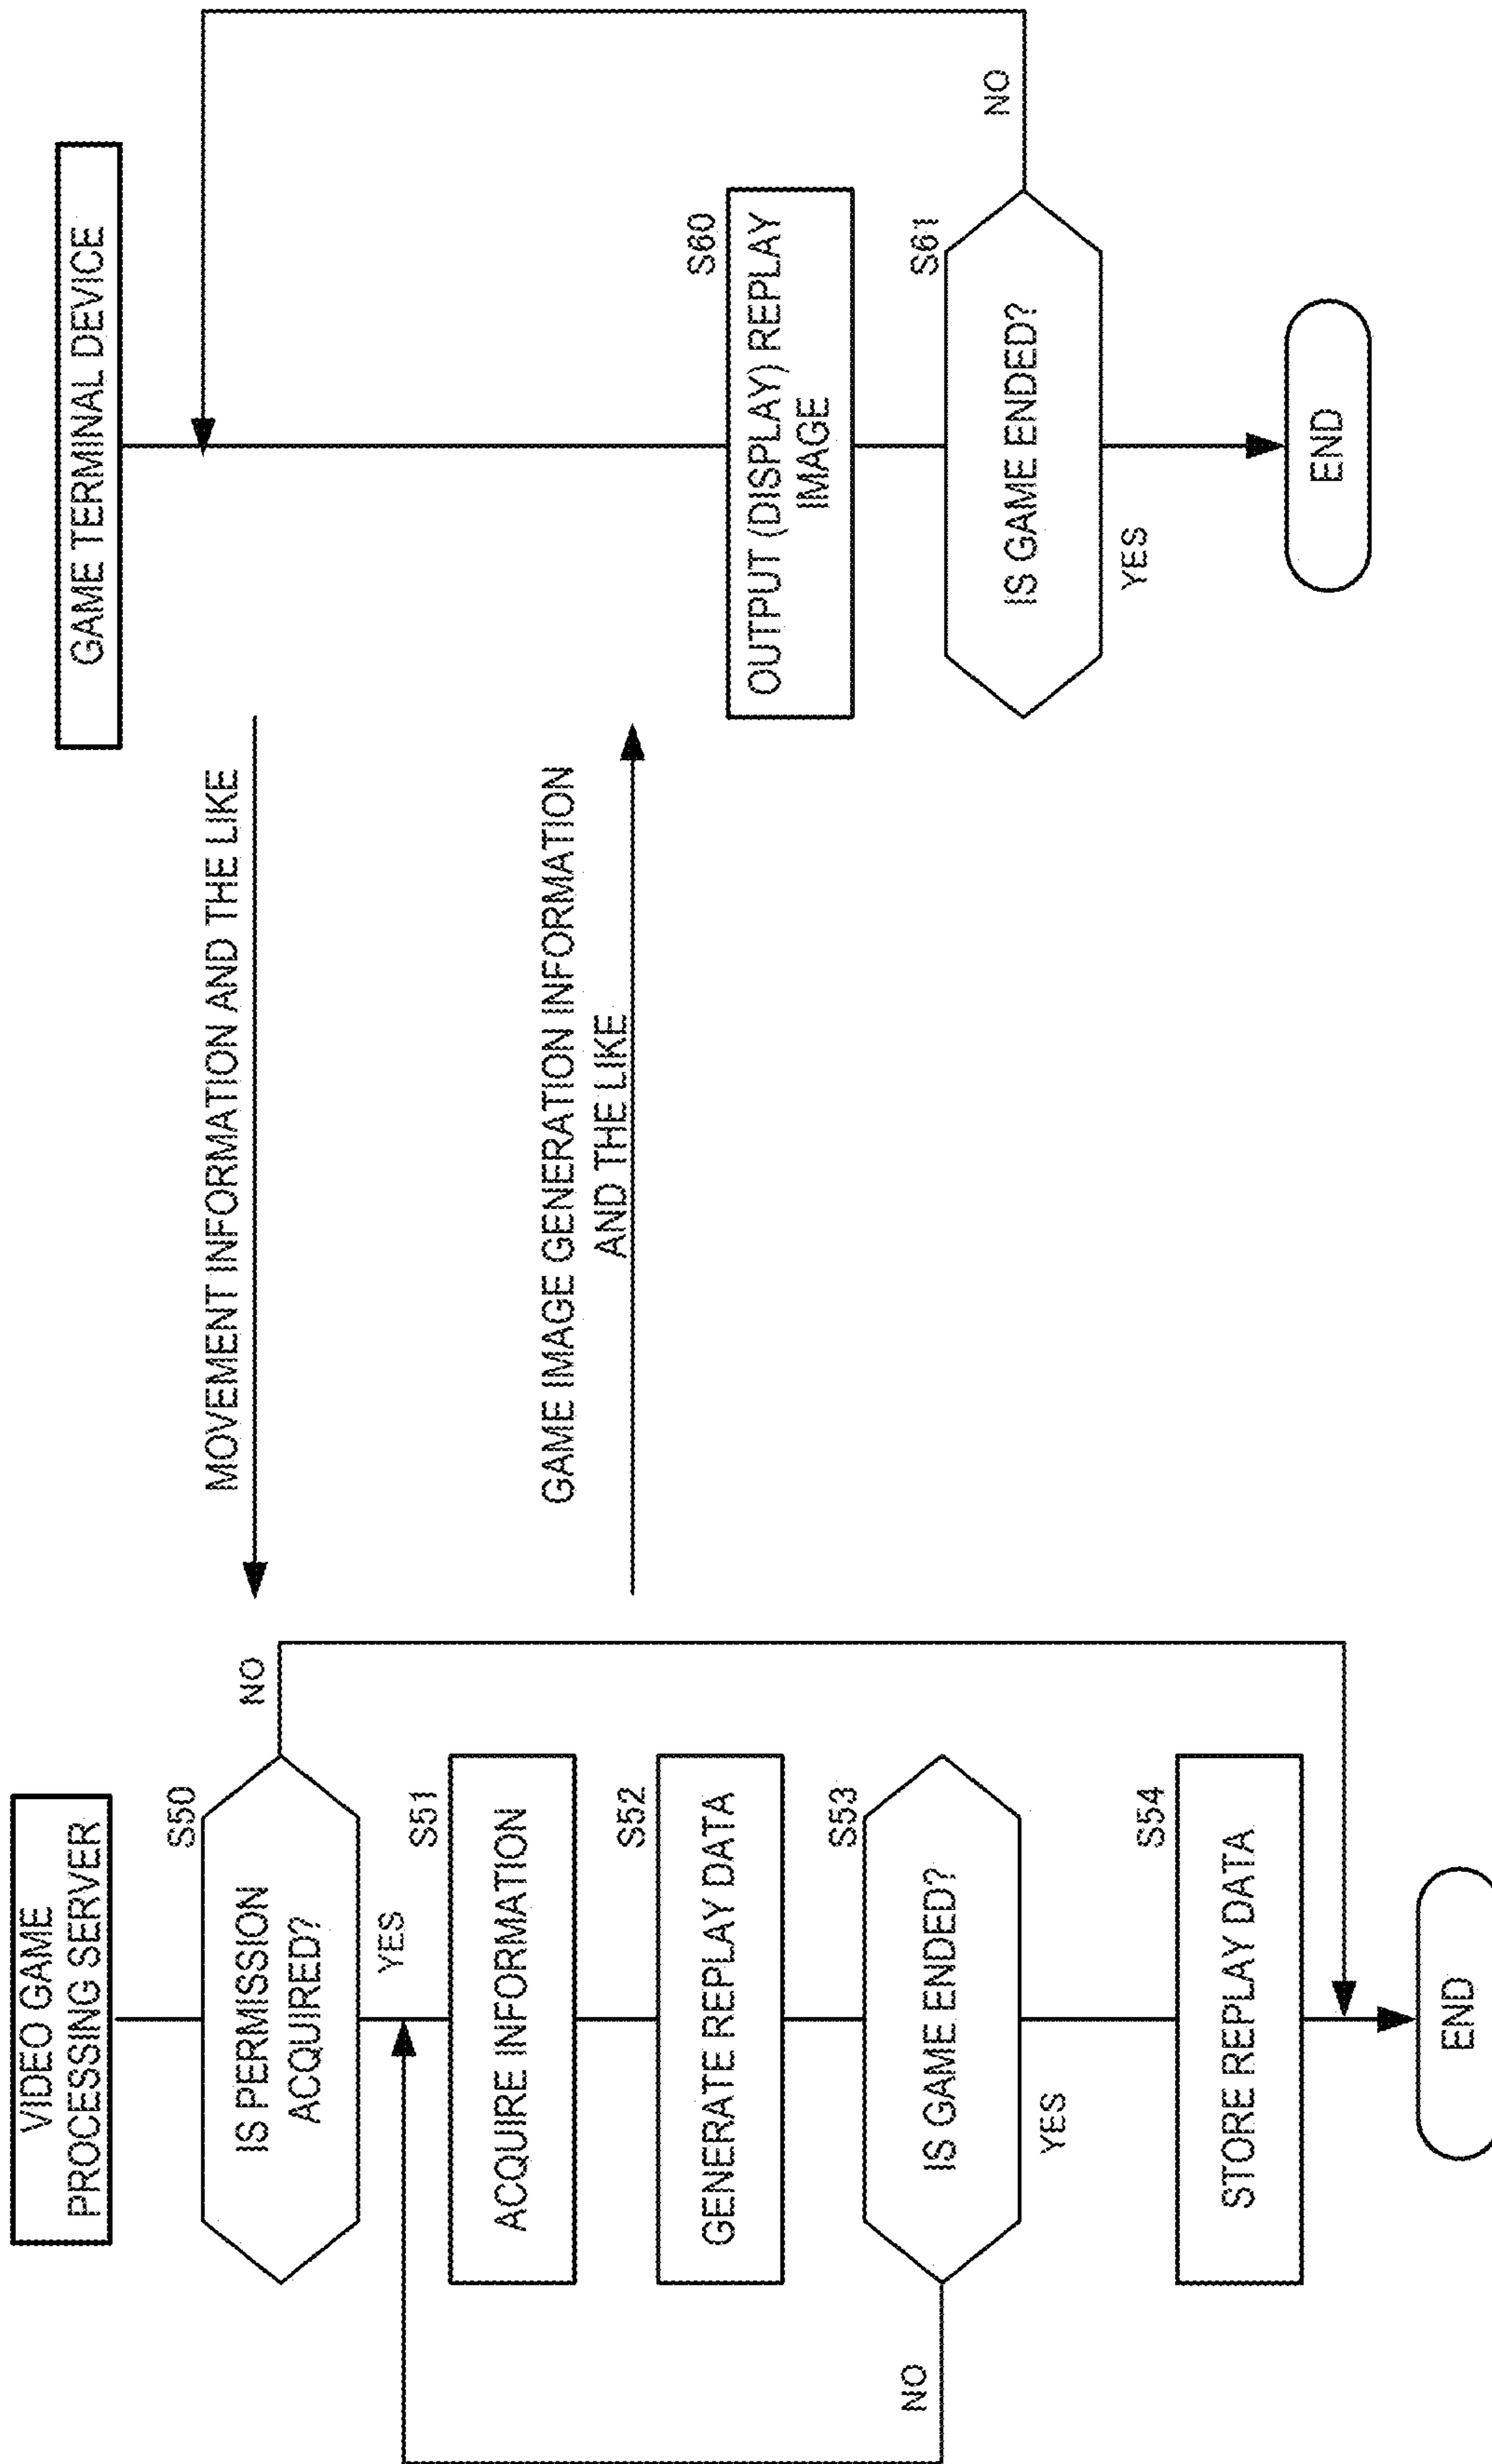 VIDEO GAME
PROCESSING SERVER
S50
IS PERMISSION
ACQUIRED?
NO
YES
S51
ACQUIRE INFORMATION
S52
GENERATE REPLAY DATA
S53
IS GAME ENDED?
NO
YES
S54
STORE REPLAY DATA
END
MOVEMENT INFORMATION AND THE LIKE
GAME IMAGE GENERATION INFORMATION
AND THE LIKE
GAME TERMINAL DEVICE
S60
OUTPUT (DISPLAY) REPLAY
IMAGE
S61
IS GAME ENDED?
NO
YES
END